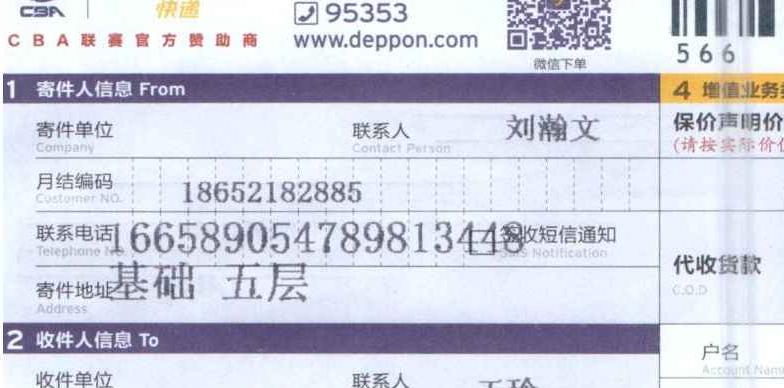 CBA 快递 95353
CBA联赛官方赞助商 www.deppon.com
微信下单
566
1 寄件人信息 From
4 增值业务
寄件单位 联系人 刘瀚文
Company Contact Person
保价声明价
(请按实际价
月结编码 18652182885
Customer NO.
联系电话 16658905478981344 签收短信通知
Telephone NO. SMS Notification
寄件地址 基础 五层
Address
代收货款
C.O.D
2 收件人信息 To
户名
Account Nam
收件单位 联系人